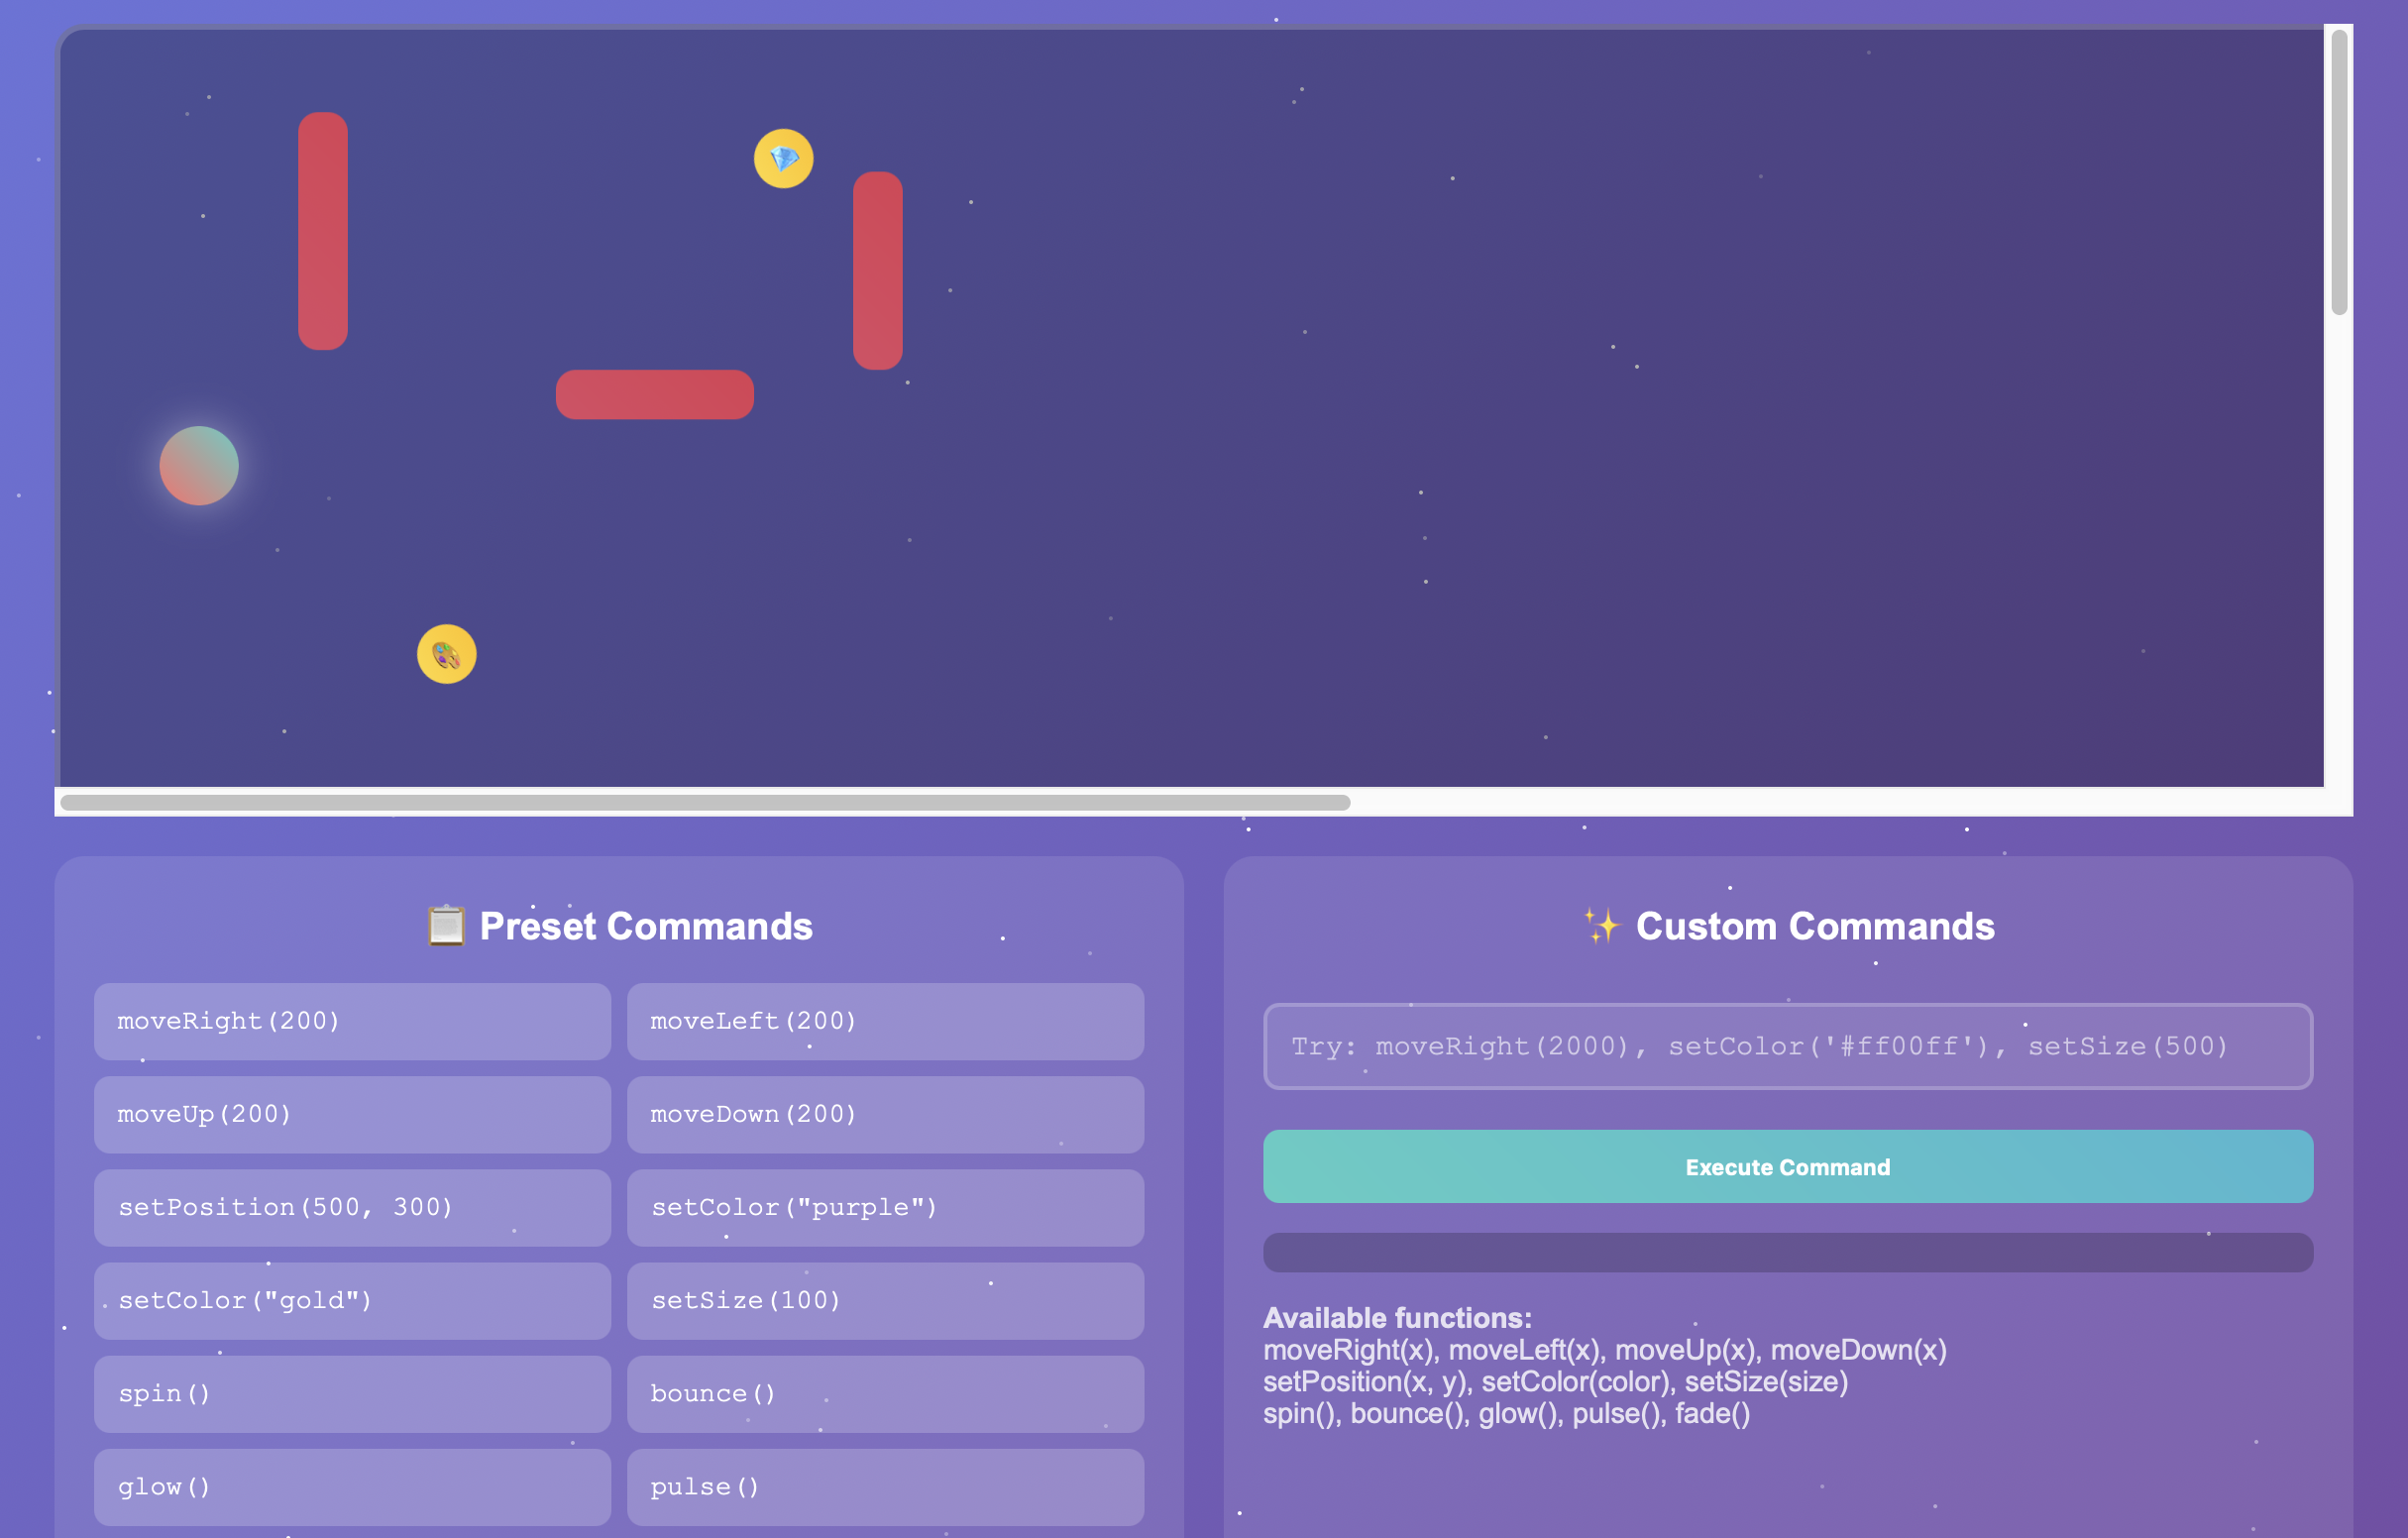 Preset Commands
moveRight(200)
moveLeft(200)
moveUp(200)
moveDown(200)
setPosition(500, 300)
setColor("purple")
setColor("gold")
setSize(100)
spin()
bounce()
glow()
pulse()
Custom Commands
Try: moveRight(2000), setColor('#ff00ff'), setSize(500)
Execute Command
Available functions:
moveRight(x), moveLeft(x), moveUp(x), moveDown(x)
setPosition(x, y), setColor(color), setSize(size)
spin(), bounce(), glow(), pulse(), fade()